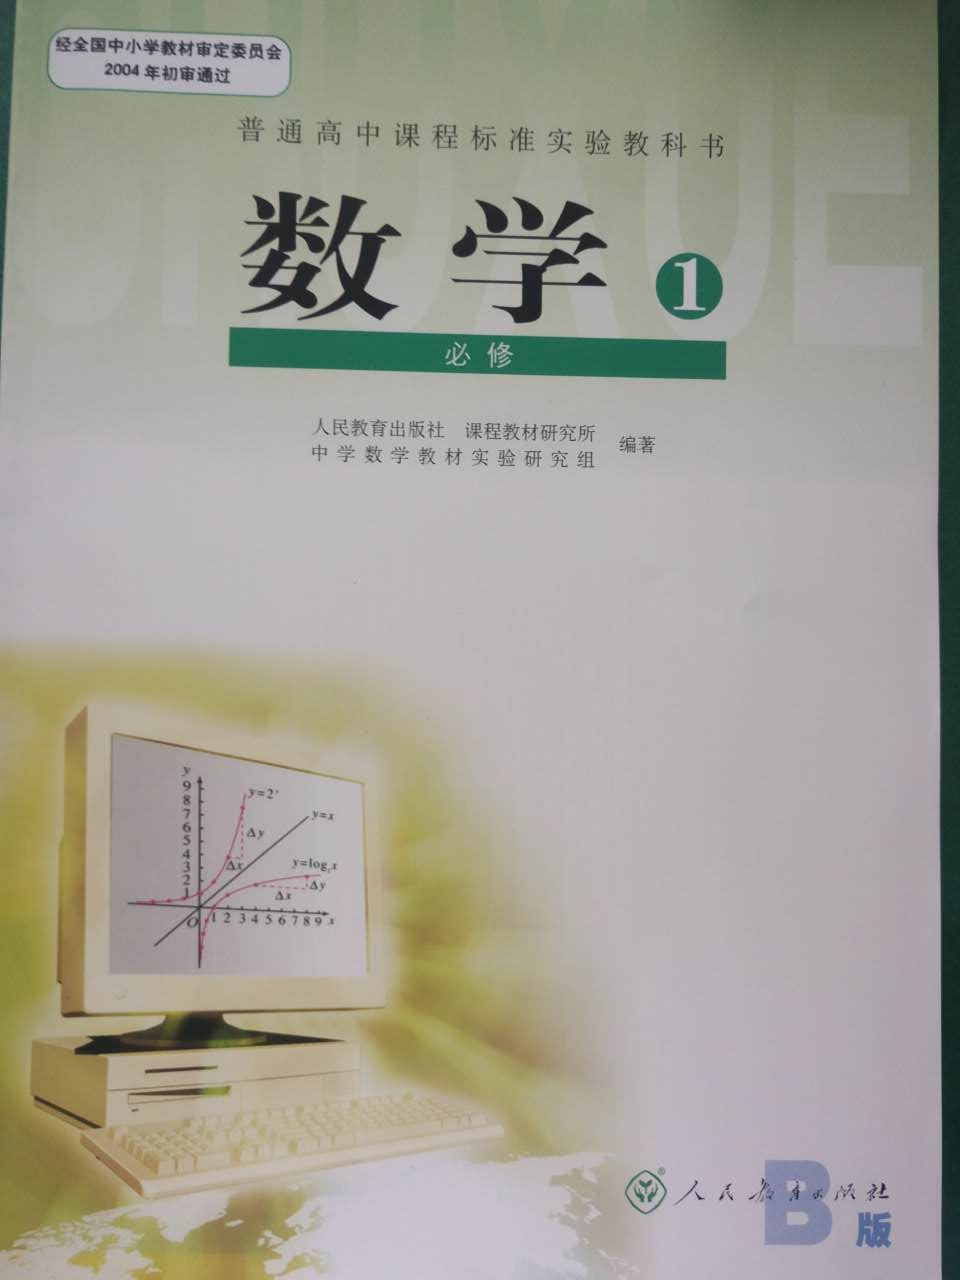 经全国中小学教材审定委员会
2004年初审通过
普通高中课程标准实验教科书
数学 1
必修
人民教育出版社 课程教材研究所
中学数学教材实验研究组
编著
y
9
8
7
6
5
4
3
2
1
y=2ˣ
y=x
Δy
Δx
y=log₂x
Δy
Δx
O 1 2 3 4 5 6 7 8 9 x
®
人民教育出版社
B版